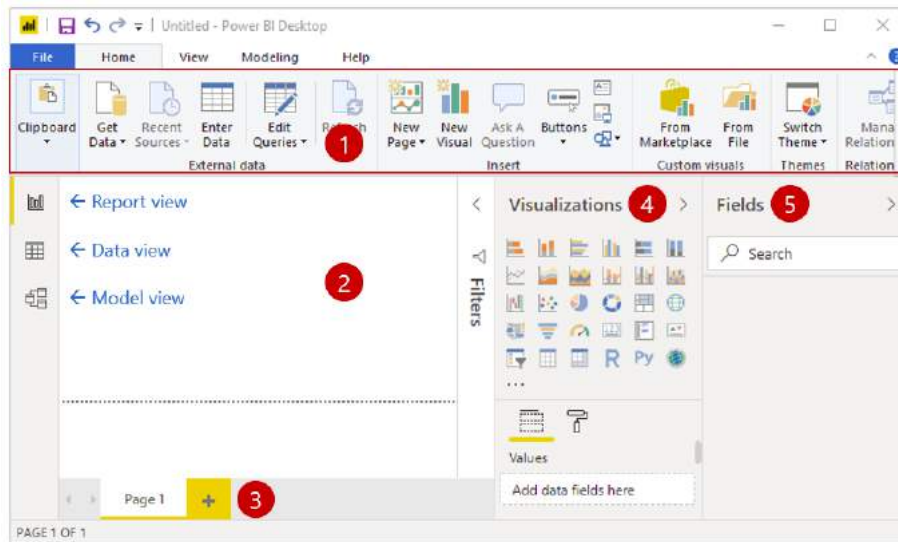 Untitled - Power BI Desktop
File Home View Modeling Help
Clipboard
Get Data
Recent Sources
Enter Data
Edit Queries
1
New Page
New Visual
Ask A Question
Buttons
From Marketplace
From File
Switch Theme
External data
Insert
Custom visuals
Themes
Relation
← Report view
← Data view
← Model view
2
Filters
Visualizations 4
R Py
...
Values
Add data fields here
Fields 5
Search
Page 1 + 3
PAGE 1 OF 1